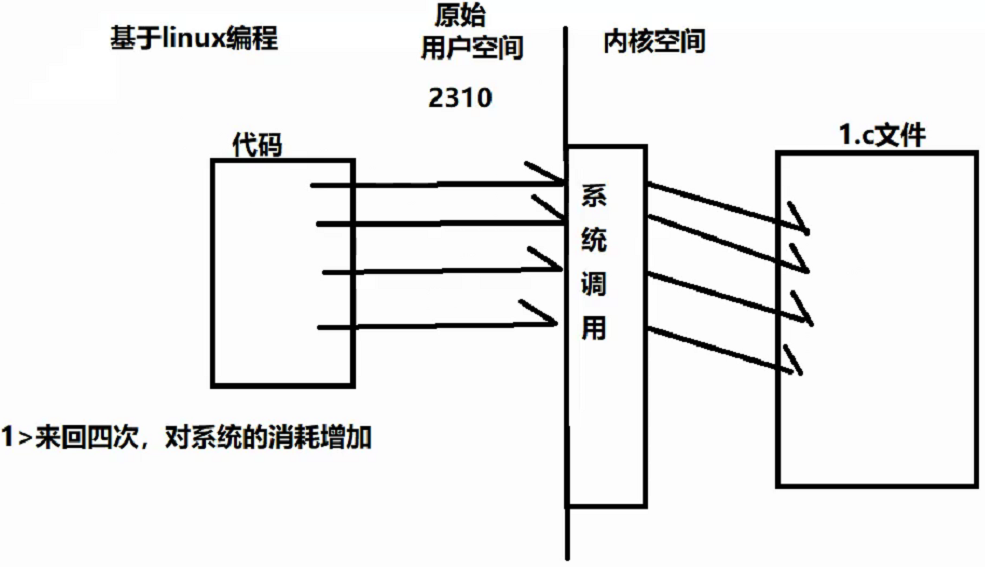 基于linux编程
原始
用户空间
内核空间
2310
代码
1.c文件
系
统
调
用
1>来回四次，对系统的消耗增加